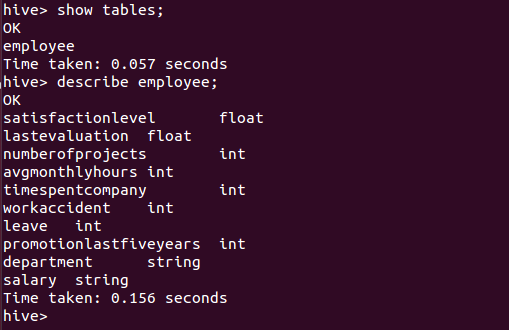 hive> show tables;
OK
employee
Time taken: 0.057 seconds
hive> describe employee;
OK
satisfactionlevel	float
lastevaluation	float
numberofprojects	int
avgmonthlyhours	int
timespentcompany	int
workaccident	int
leave	int
promotionlastfiveyears	int
department	string
salary	string
Time taken: 0.156 seconds
hive>